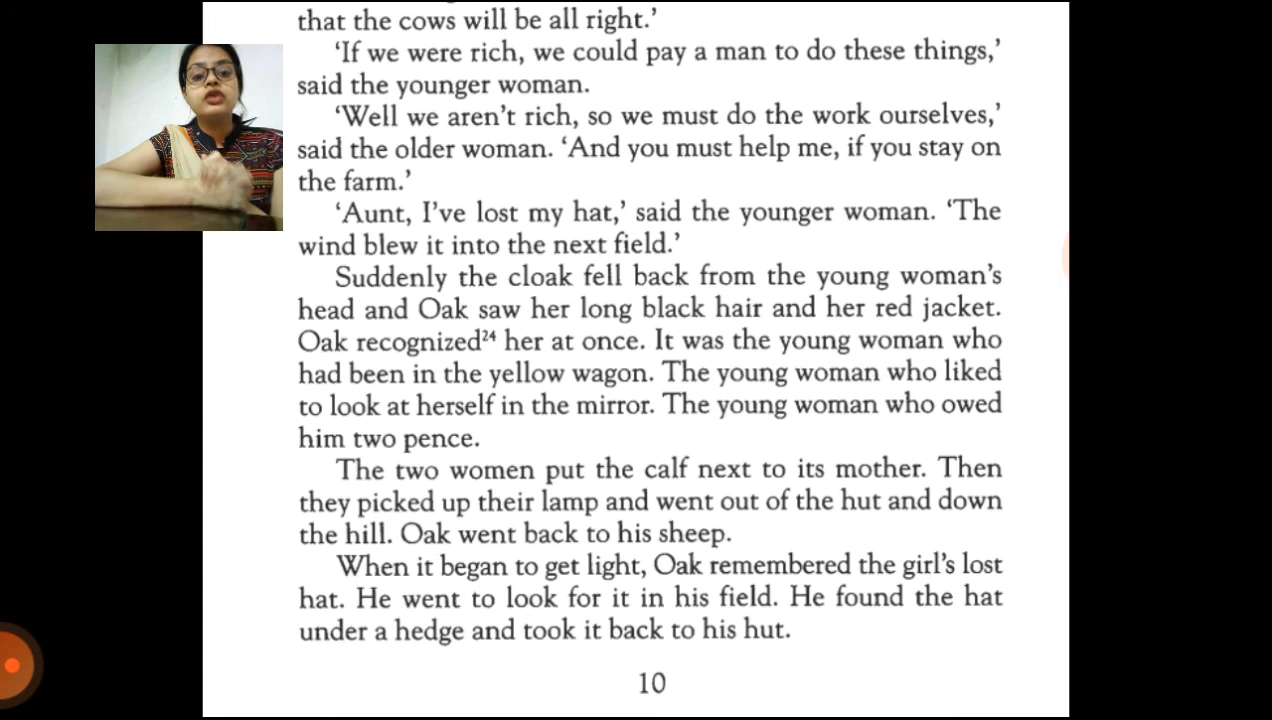 that the cows will be all right.’
‘If we were rich, we could pay a man to do these things,’
said the younger woman.
‘Well we aren’t rich, so we must do the work ourselves,’
said the older woman. ‘And you must help me, if you stay on
the farm.’
‘Aunt, I’ve lost my hat,’ said the younger woman. ‘The
wind blew it into the next field.’
Suddenly the cloak fell back from the young woman’s
head and Oak saw her long black hair and her red jacket.
Oak recognized²⁴ her at once. It was the young woman who
had been in the yellow wagon. The young woman who liked
to look at herself in the mirror. The young woman who owed
him two pence.
The two women put the calf next to its mother. Then
they picked up their lamp and went out of the hut and down
the hill. Oak went back to his sheep.
When it began to get light, Oak remembered the girl’s lost
hat. He went to look for it in his field. He found the hat
under a hedge and took it back to his hut.
10